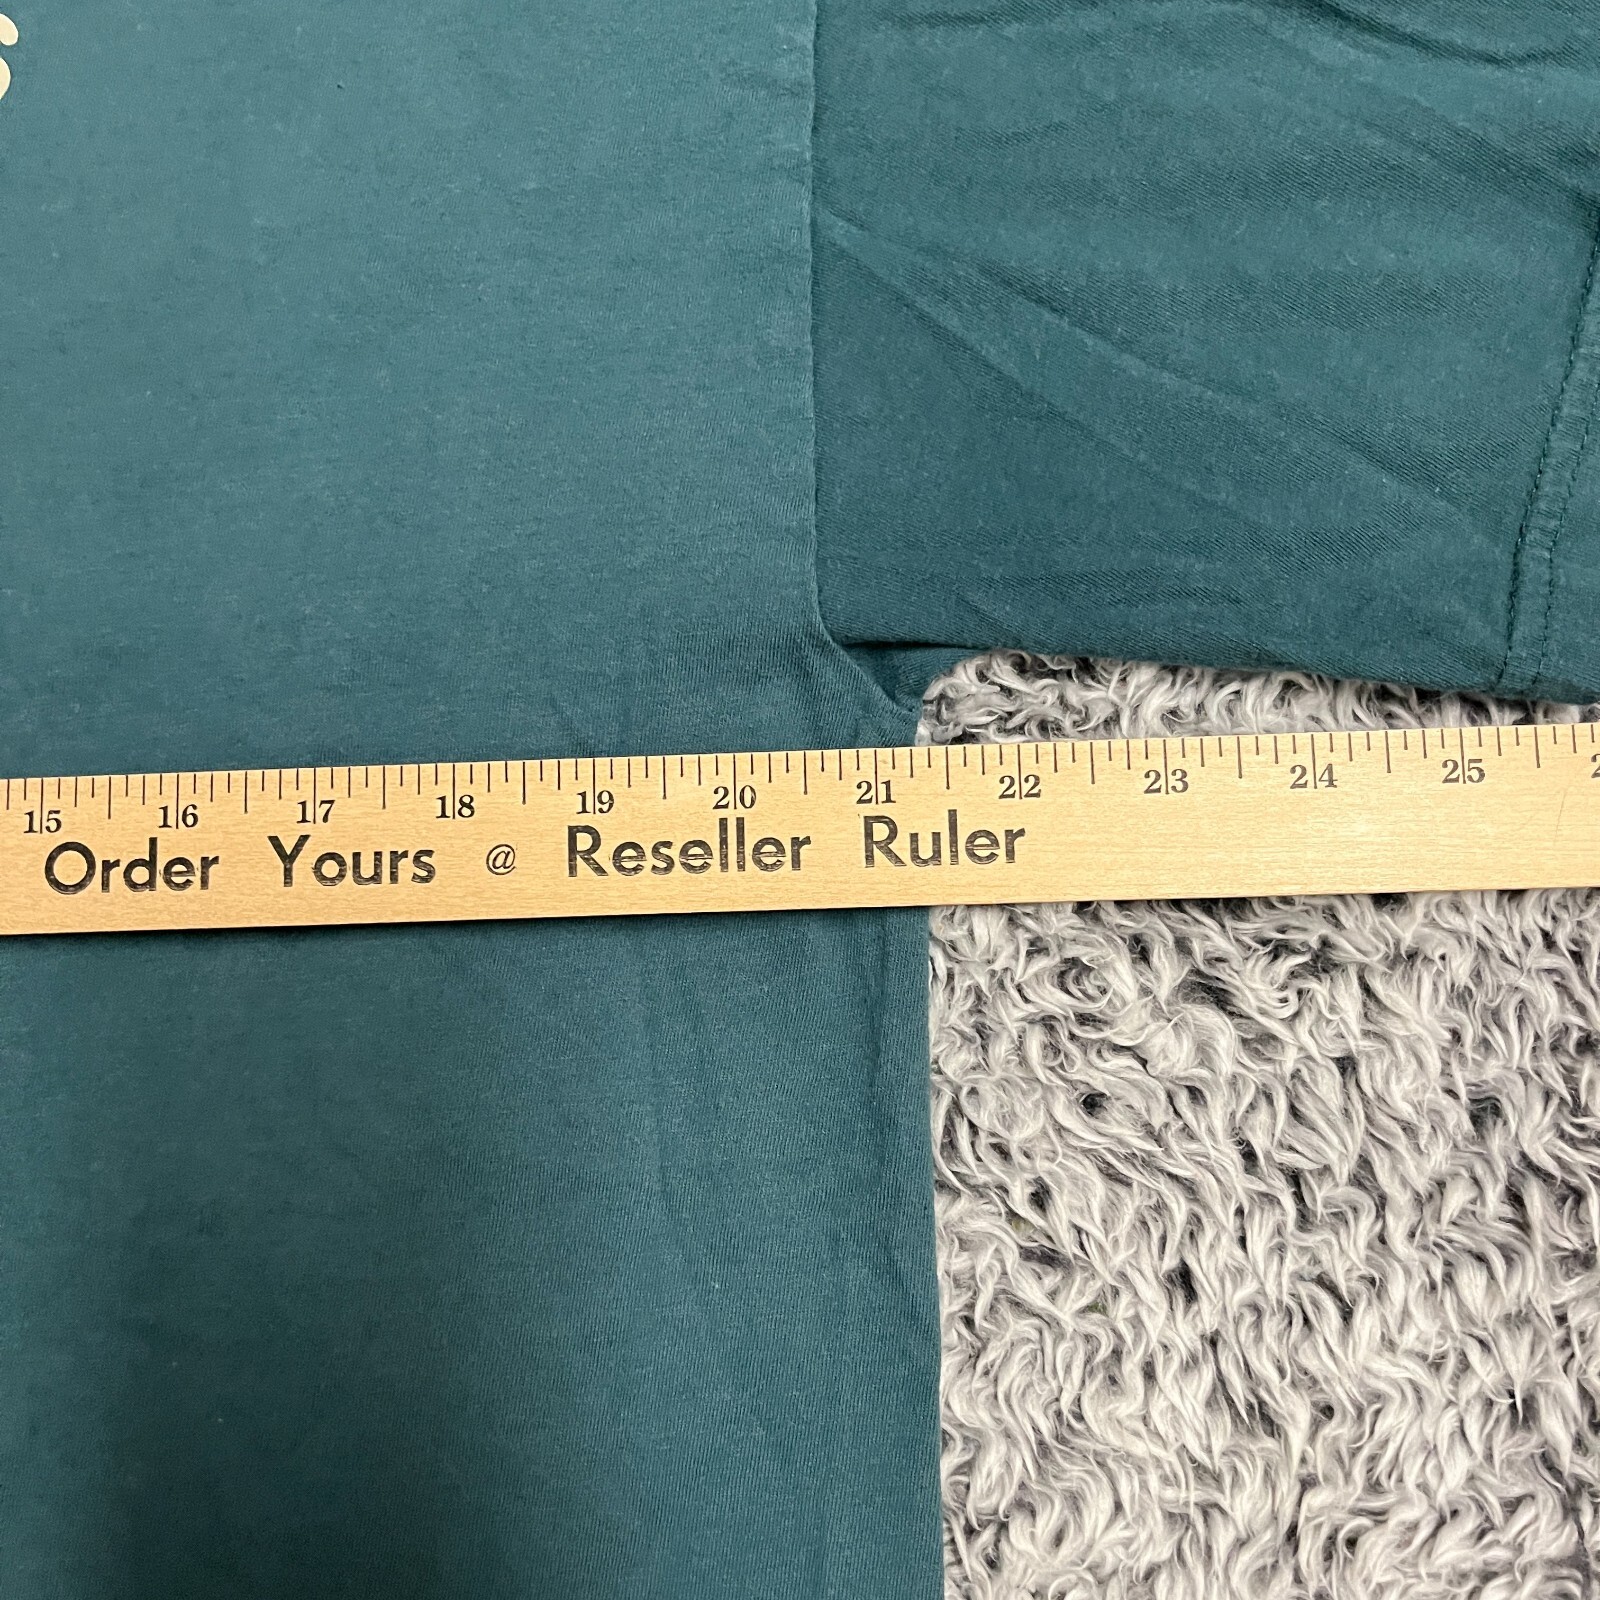 15 16 17 18 19 20 21 22 23 24 25
Order Yours @ Reseller Ruler